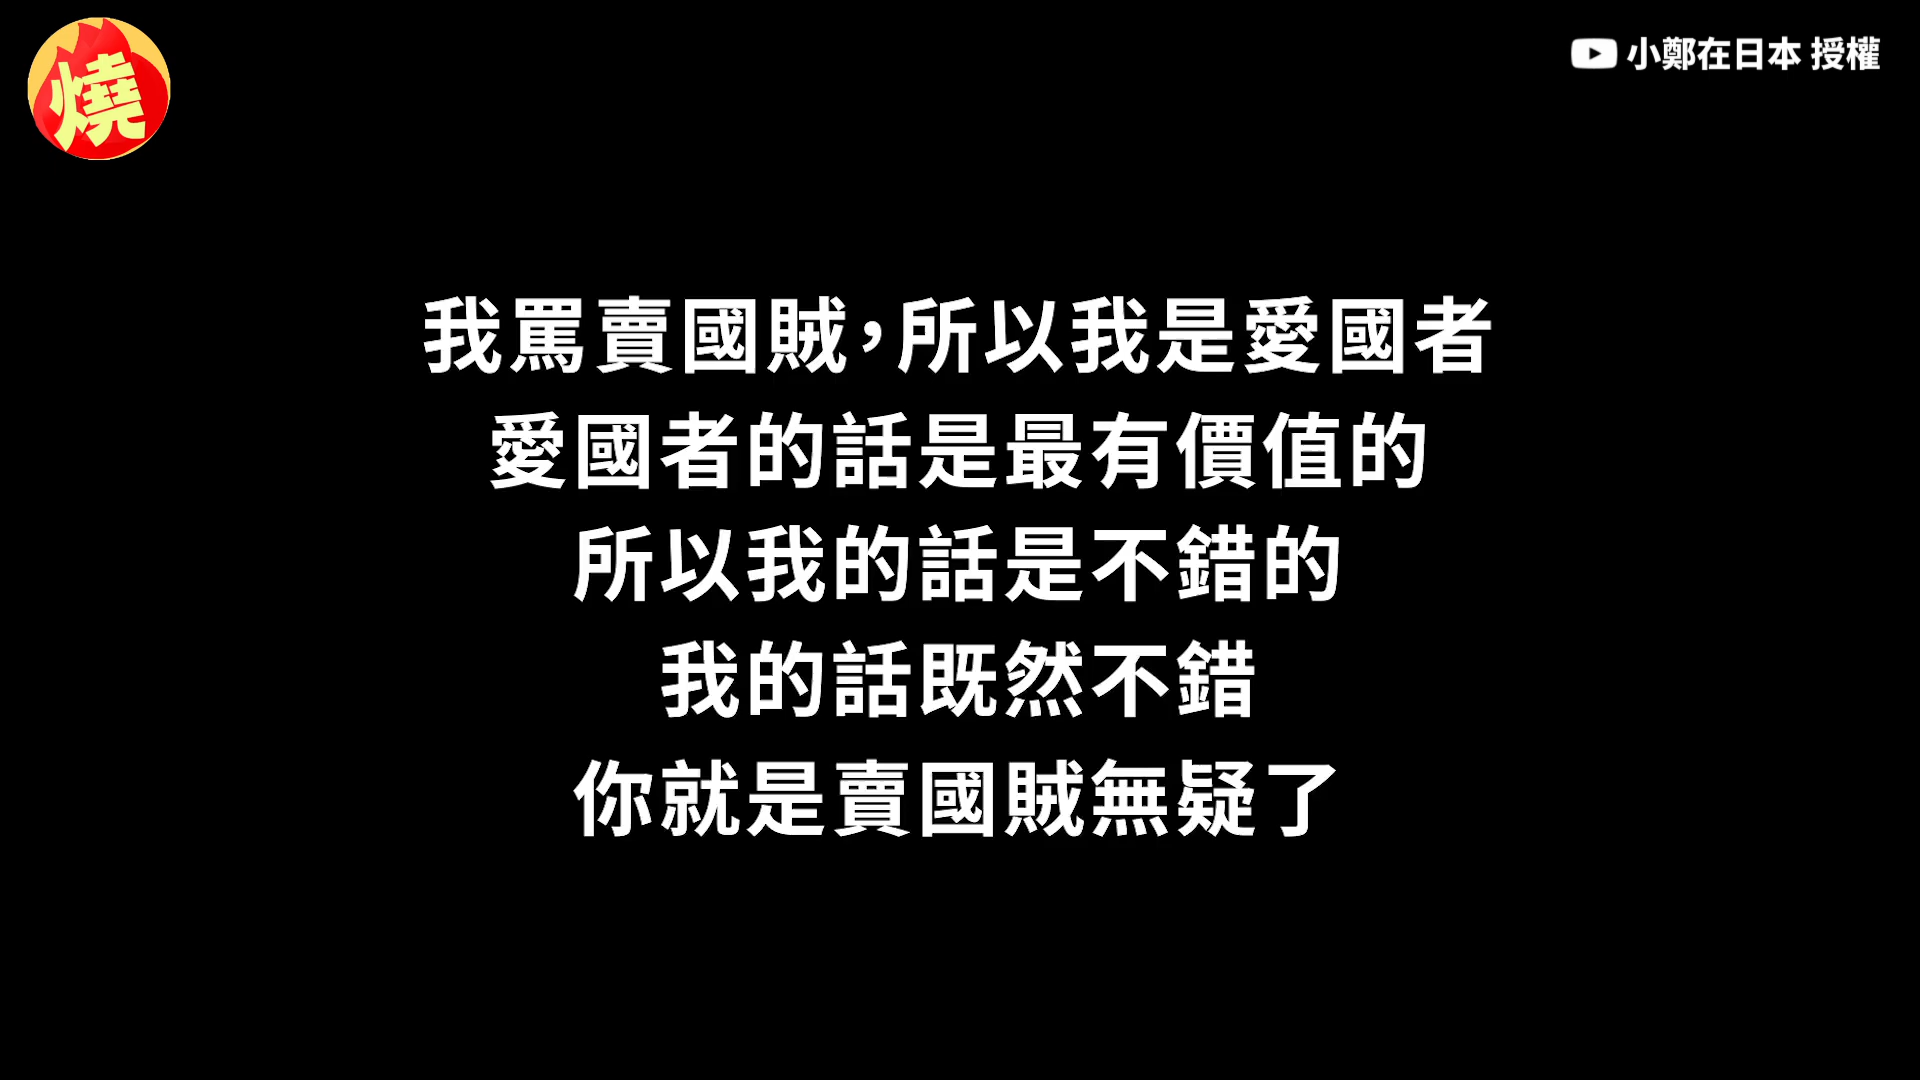 燒
小鄭在日本 授權
我罵賣國賊，所以我是愛國者
愛國者的話是最有價值的
所以我的話是不錯的
我的話既然不錯
你就是賣國賊無疑了